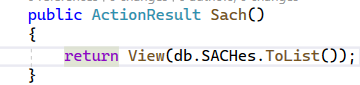 public ActionResult Sach()
{
return View(db.SACHes.ToList());
}